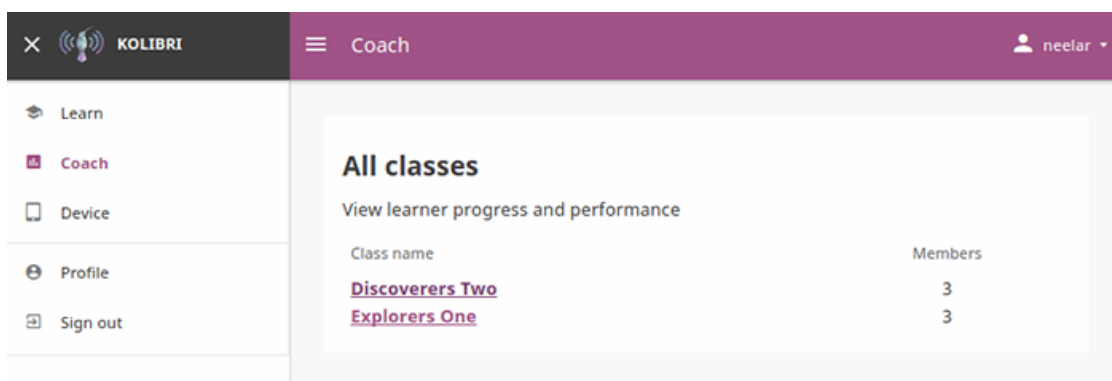 KOLIBRI
Coach
neelar
Learn
Coach
Device
Profile
Sign out
All classes
View learner progress and performance
Class name Members
Discoverers Two 3
Explorers One 3